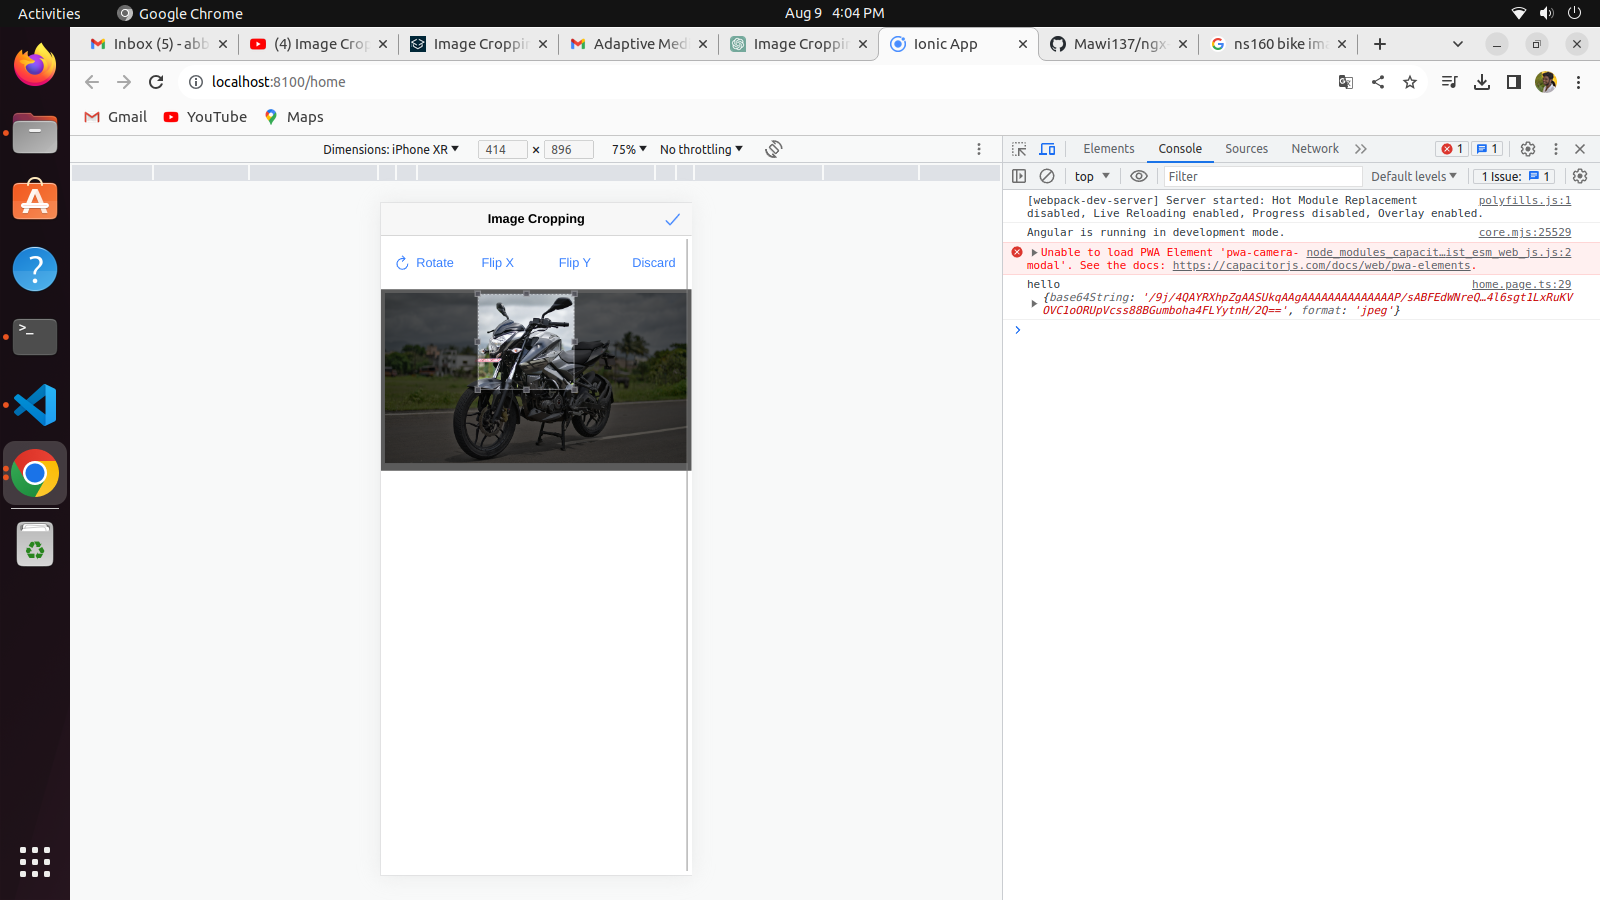 Activities Google Chrome Aug 9 4:04 PM
Inbox (5) - abb (4) Image Crop Image Croppin Adaptive Med Image Croppin Ionic App Mawi137/ngx- ns160 bike im
localhost:8100/home
Gmail YouTube Maps
Dimensions: iPhone XR 414 × 896 75% No throttling
Elements Console Sources Network 1 1
top Filter Default levels 1 Issue: 1
[webpack-dev-server] Server started: Hot Module Replacement polyfills.js:1
disabled, Live Reloading enabled, Progress disabled, Overlay enabled.
Angular is running in development mode. core.mjs:25529
Unable to load PWA Element 'pwa-camera- node_modules_capacit…ist_esm_web_js.js:2
modal'. See the docs: https://capacitorjs.com/docs/web/pwa-elements.
hello home.page.ts:29
{base64String: '/9j/4QAYRXhpZgAASUkqAAgAAAAAAAAAAAAAAP/sABFEdWNreQ…4l6sgt1LxRuKV
OVC1oORUpVcss88BGumboha4FLYytnH/2Q==', format: 'jpeg'}
Image Cropping
Rotate Flip X Flip Y Discard